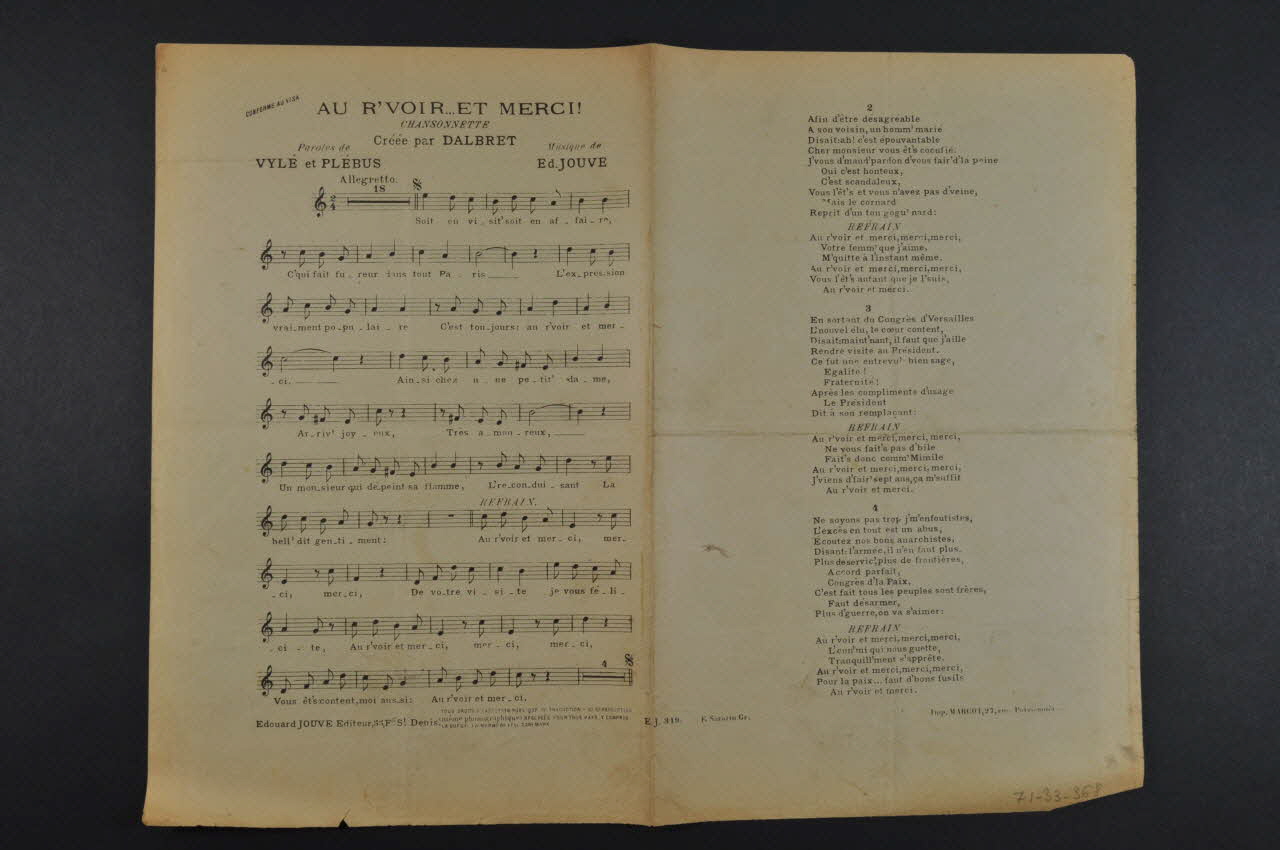 CONFORME AU VISA
AU R'VOIR... ET MERCI!
CHANSONNETTE
Créée par DALBRET
Paroles de
VYLÉ et PLÉBUS
Musique de
Ed. JOUVE
Allegretto.
18
Soit en vi_sit' soit en af_fai_re,
C'qui fait fu_reur dans tout Pa_ris___ L'ex_pres_sion
vrai_ment po_pu_lai_re C'est tou_jours: au r'voir et mer_
_ci.___ Ain_si chez u_ne pe_tit' da_me,
Ar_riv' joy_eux, Très a_mou_reux,___
Un mon_sieur qui dé_peint sa flamme, L're_con_dui_sant La
REFRAIN.
bell' dit gen_ti_ment: Au r'voir et mer_ci, mer_
_ci, mer_ci, De vo_tre vi_si_te je vous fé_li_
_ci_te, Au r'voir et mer_ci, mer_ci, mer_ci,
4
Vous êt's content, moi aus_si: Au r'voir et mer_ci.
Edouard JOUVE Editeur, 33, Fg St. Denis.
E.J. 319.
2
Afin d'être désagréable
A son voisin, un homm' marié
Disait: ah! c'est épouvantable
Cher monsieur vous êt's cocufié.
J'vous d'mand' pardon d'vous fair' d'la peine
Oui c'est honteux,
C'est scandaleux,
Vous l'êt's et vous n'avez pas d'veine,
Mais le cornard
Reprit d'un ton gogu'nard:
REFRAIN
Au r'voir et merci, merci, merci,
Votre femm' que j'aime,
M'quitte à l'instant même.
Au r'voir et merci, merci, merci,
Vous l'êt's autant que je l'suis,
Au r'voir et merci.
3
En sortant du Congrès d'Versailles
L'nouvel élu, le cœur content,
Disait: maint'nant, il faut que j'aille
Rendre visite au Président.
Ce fut une entrevu' bien sage,
Egalité!
Fraternité!
Après les compliments d'usage
Le Président
Dit à son remplaçant:
REFRAIN
Au r'voir et merci, merci, merci,
Ne vous fait's pas d'bile
Fait's donc comm' Mimile
Au r'voir et merci, merci, merci,
J'viens d'fair' sept ans, ça m'suffit
Au r'voir et merci.
4
Ne soyons pas trop j'm'enfoutistes,
L'excès en tout est un abus,
Ecoutez nos bons anarchistes,
Disant: l'armée, il n'en faut plus.
Plus de servic', plus de frontières,
Accord parfait,
Congrès d'la Paix.
C'est fait tous les peuples sont frères,
Faut désarmer,
Plus d'guerre, on va s'aimer:
REFRAIN
Au r'voir et merci, merci, merci,
L'enn'mi qui nous guette,
Tranquill'ment s'apprête.
Au r'voir et merci, merci, merci,
Pour la paix... faut d'bons fusils
Au r'voir et merci.
Imp. MARGOT, 27, rue
71-33-368